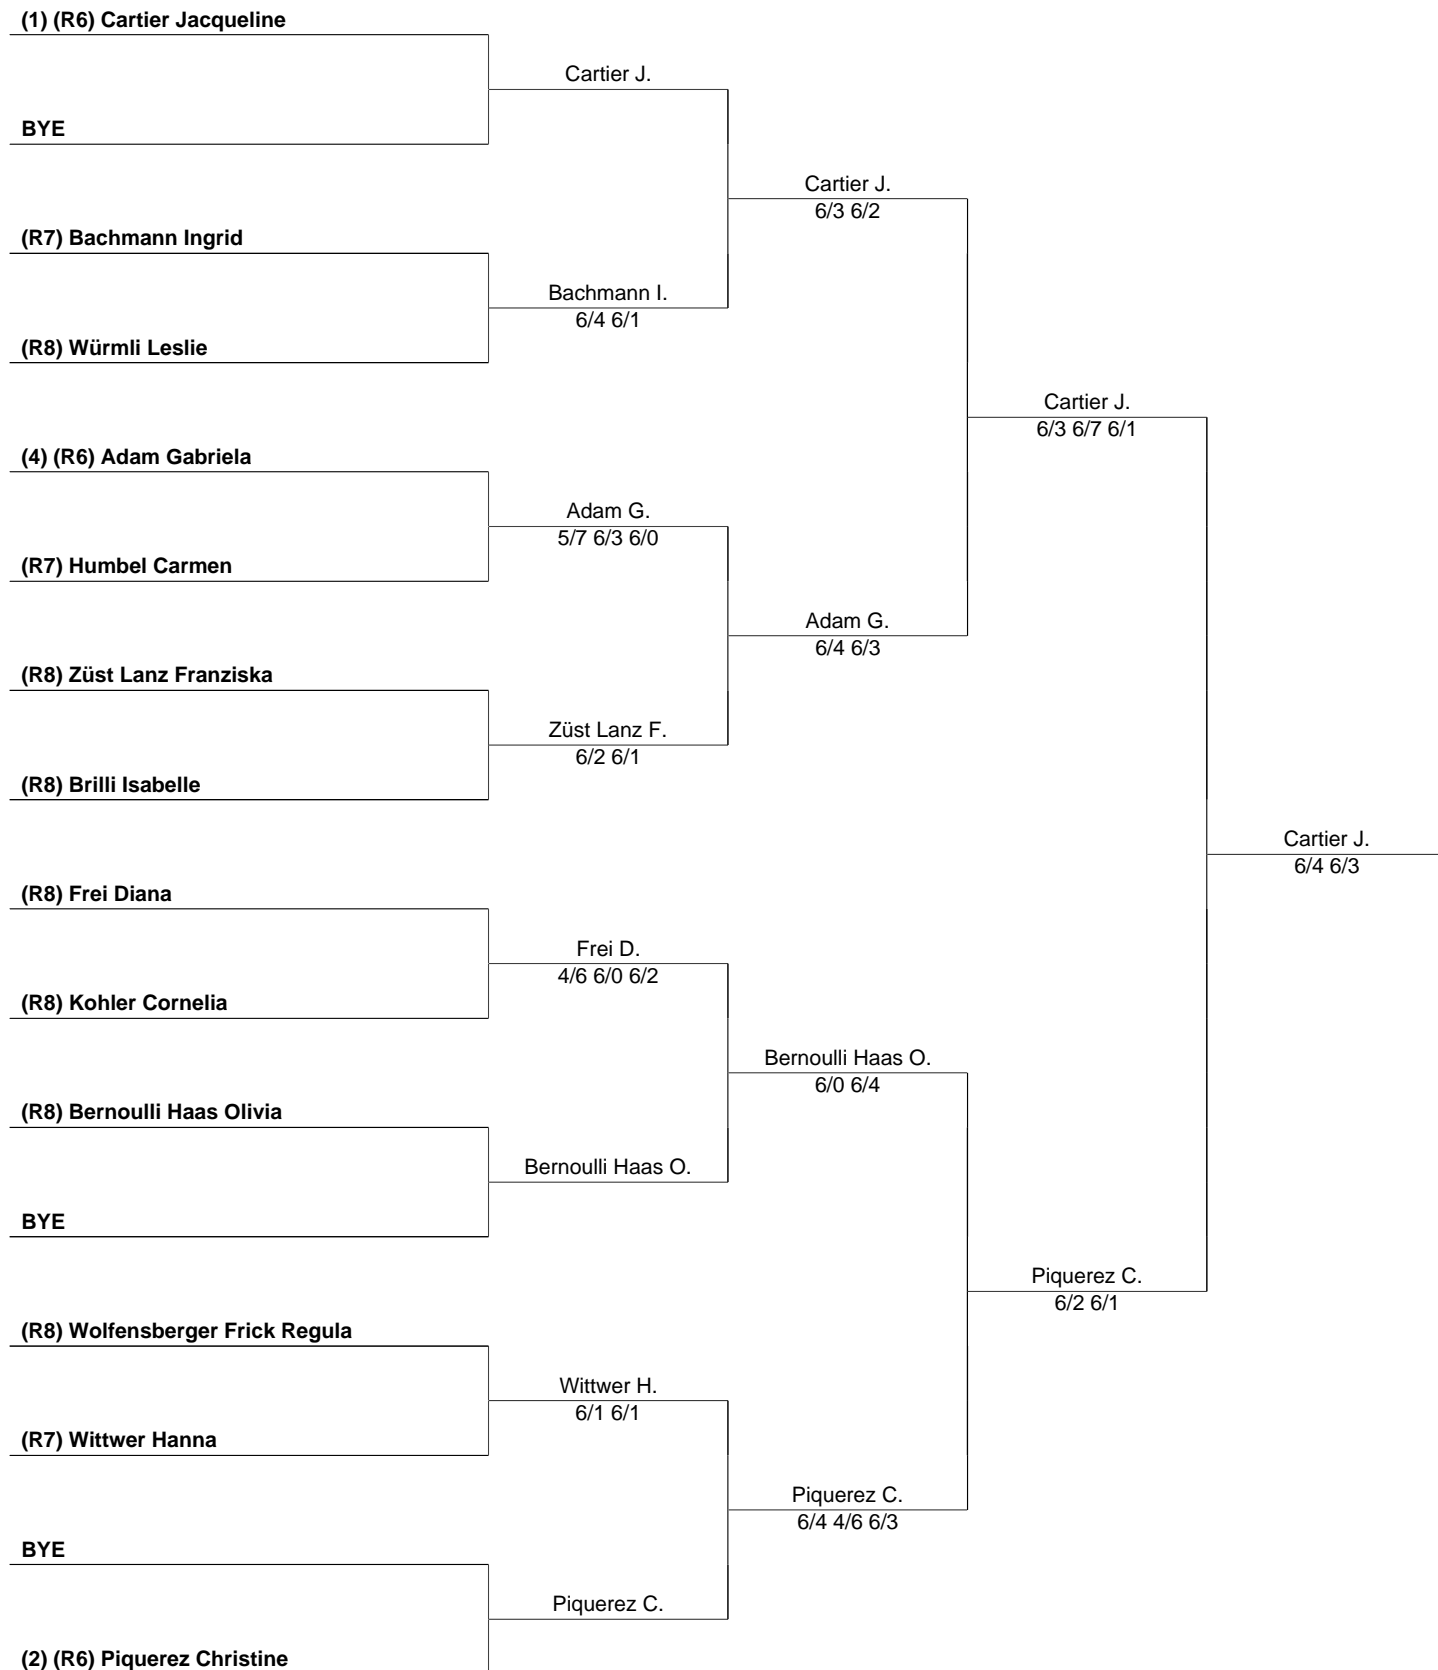 (1) (R6) Cartier Jacqueline
Cartier J.
BYE
Cartier J.
6/3 6/2
(R7) Bachmann Ingrid
Bachmann I.
6/4 6/1
(R8) Würmli Leslie
Cartier J.
6/3 6/7 6/1
(4) (R6) Adam Gabriela
Adam G.
5/7 6/3 6/0
(R7) Humbel Carmen
Adam G.
6/4 6/3
(R8) Züst Lanz Franziska
Züst Lanz F.
6/2 6/1
(R8) Brilli Isabelle
Cartier J.
6/4 6/3
(R8) Frei Diana
Frei D.
4/6 6/0 6/2
(R8) Kohler Cornelia
Bernoulli Haas O.
6/0 6/4
(R8) Bernoulli Haas Olivia
Bernoulli Haas O.
BYE
Piquerez C.
6/2 6/1
(R8) Wolfensberger Frick Regula
Wittwer H.
6/1 6/1
(R7) Wittwer Hanna
Piquerez C.
6/4 4/6 6/3
BYE
Piquerez C.
(2) (R6) Piquerez Christine